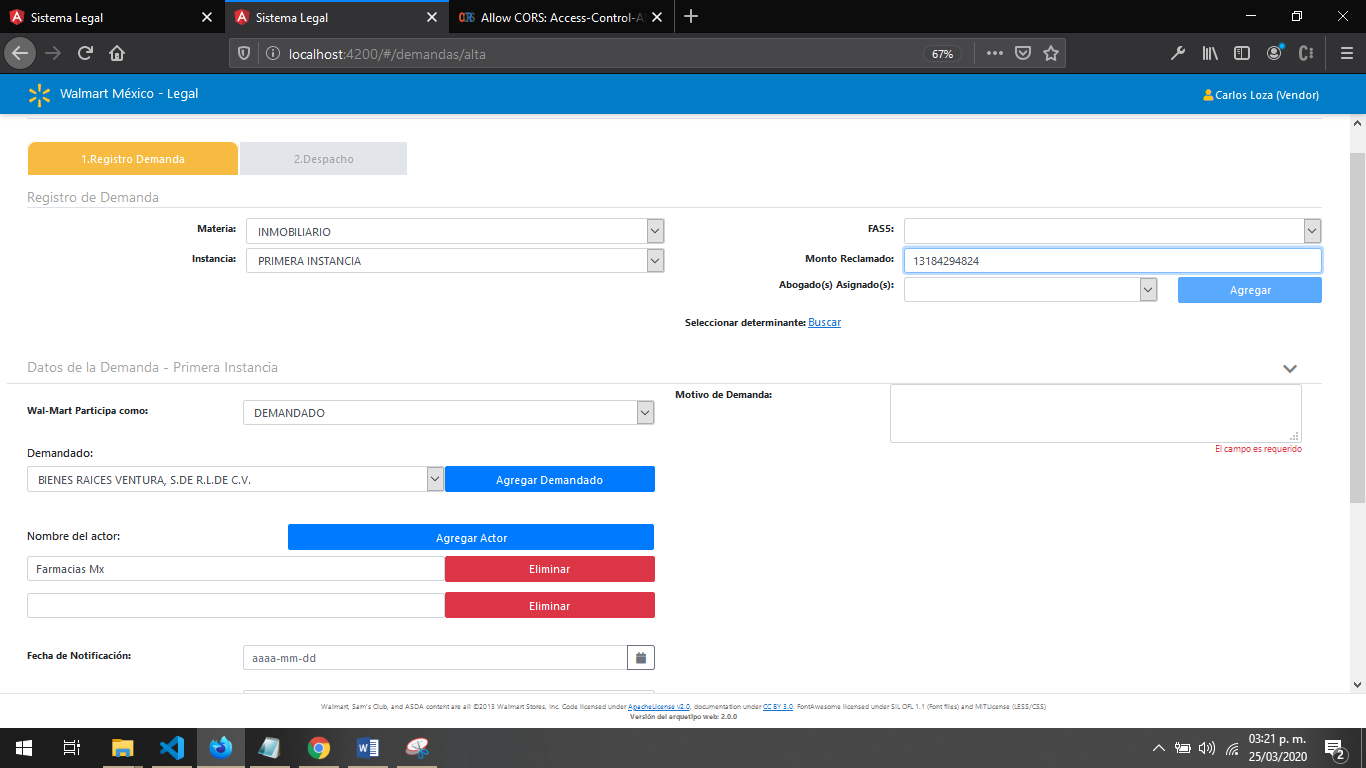 Sistema Legal
Sistema Legal
CORS Allow CORS: Access-Control-Al
localhost:4200/#/demandas/alta
67%
Walmart México - Legal
Carlos Loza (Vendor)
1.Registro Demanda
2.Despacho
Registro de Demanda
Materia: INMOBILIARIO
FAS5:
Instancia: PRIMERA INSTANCIA
Monto Reclamado: 13184294824
Abogado(s) Asignado(s): Agregar
Seleccionar determinante: Buscar
Datos de la Demanda - Primera Instancia
Wal-Mart Participa como: DEMANDADO
Motivo de Demanda:
El campo es requerido
Demandado:
BIENES RAICES VENTURA, S.DE R.L.DE C.V. Agregar Demandado
Nombre del actor: Agregar Actor
Farmacias Mx Eliminar
Eliminar
Fecha de Notificación: aaaa-mm-dd
Walmart, Sam's Club, and ASDA content are all ©2013 Walmart Stores, Inc. Code licensed under ApacheLicense v2.0, documentation under CC BY 3.0. FontAwesome licensed under SIL OFL 1.1 (Font files) and MITLicense (LESS/CSS)
Versión del arquetipo web: 2.0.0
03:21 p. m.
25/03/2020
2